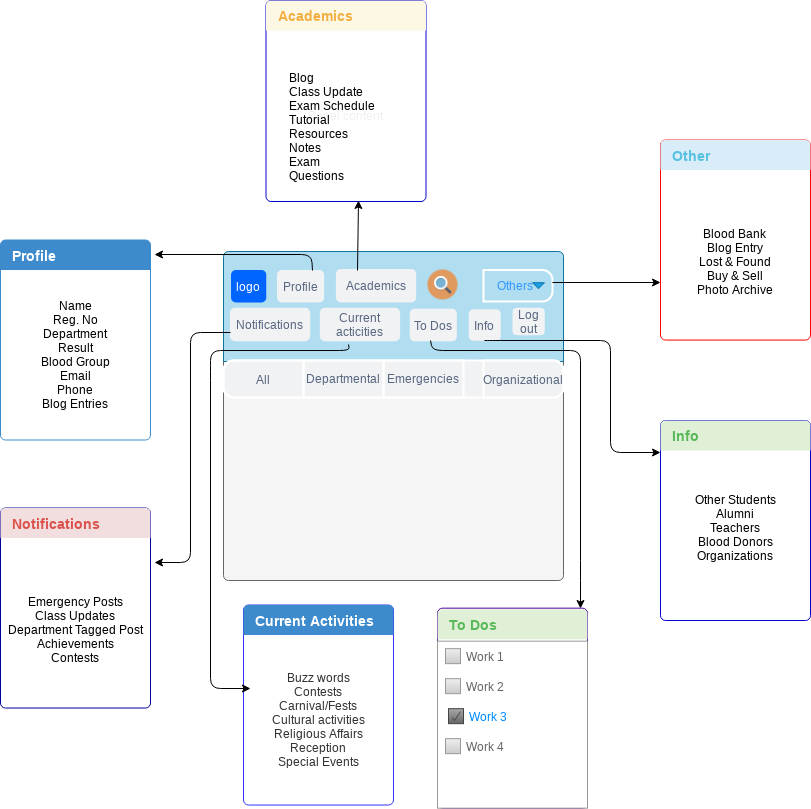 Academics
Blog
Class Update
Exam Schedule
Tutorial
Resources
Notes
Exam
Questions
Other
Blood Bank
Blog Entry
Lost & Found
Buy & Sell
Photo Archive
Profile
Name
Reg. No
Department
Result
Blood Group
Email
Phone
Blog Entries
logo
Profile
Academics
Others
Notifications
Current
acticities
To Dos
Info
Log
out
All
Departmental
Emergencies
Organizational
Info
Other Students
Alumni
Teachers
Blood Donors
Organizations
Notifications
Emergency Posts
Class Updates
Department Tagged Post
Achievements
Contests
Current Activities
Buzz words
Contests
Carnival/Fests
Cultural activities
Religious Affairs
Reception
Special Events
To Dos
Work 1
Work 2
Work 3
Work 4